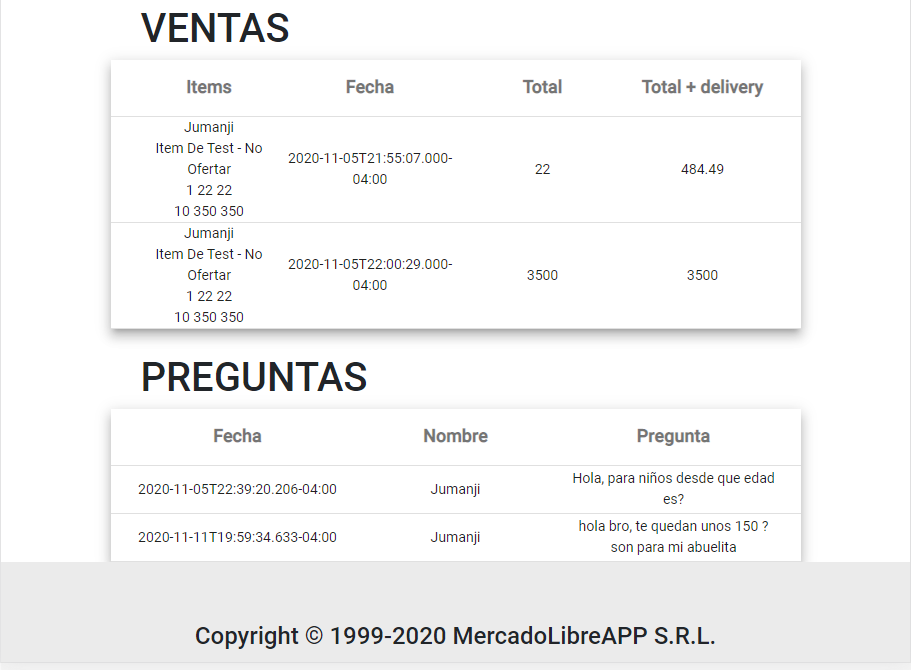 VENTAS
Items Fecha Total Total + delivery
Jumanji
Item De Test - No
Ofertar
1 22 22
10 350 350
2020-11-05T21:55:07.000-
04:00
22
484.49
Jumanji
Item De Test - No
Ofertar
1 22 22
10 350 350
2020-11-05T22:00:29.000-
04:00
3500
3500
PREGUNTAS
Fecha Nombre Pregunta
2020-11-05T22:39:20.206-04:00
Jumanji
Hola, para niños desde que edad
es?
2020-11-11T19:59:34.633-04:00
Jumanji
hola bro, te quedan unos 150 ?
son para mi abuelita
Copyright © 1999-2020 MercadoLibreAPP S.R.L.